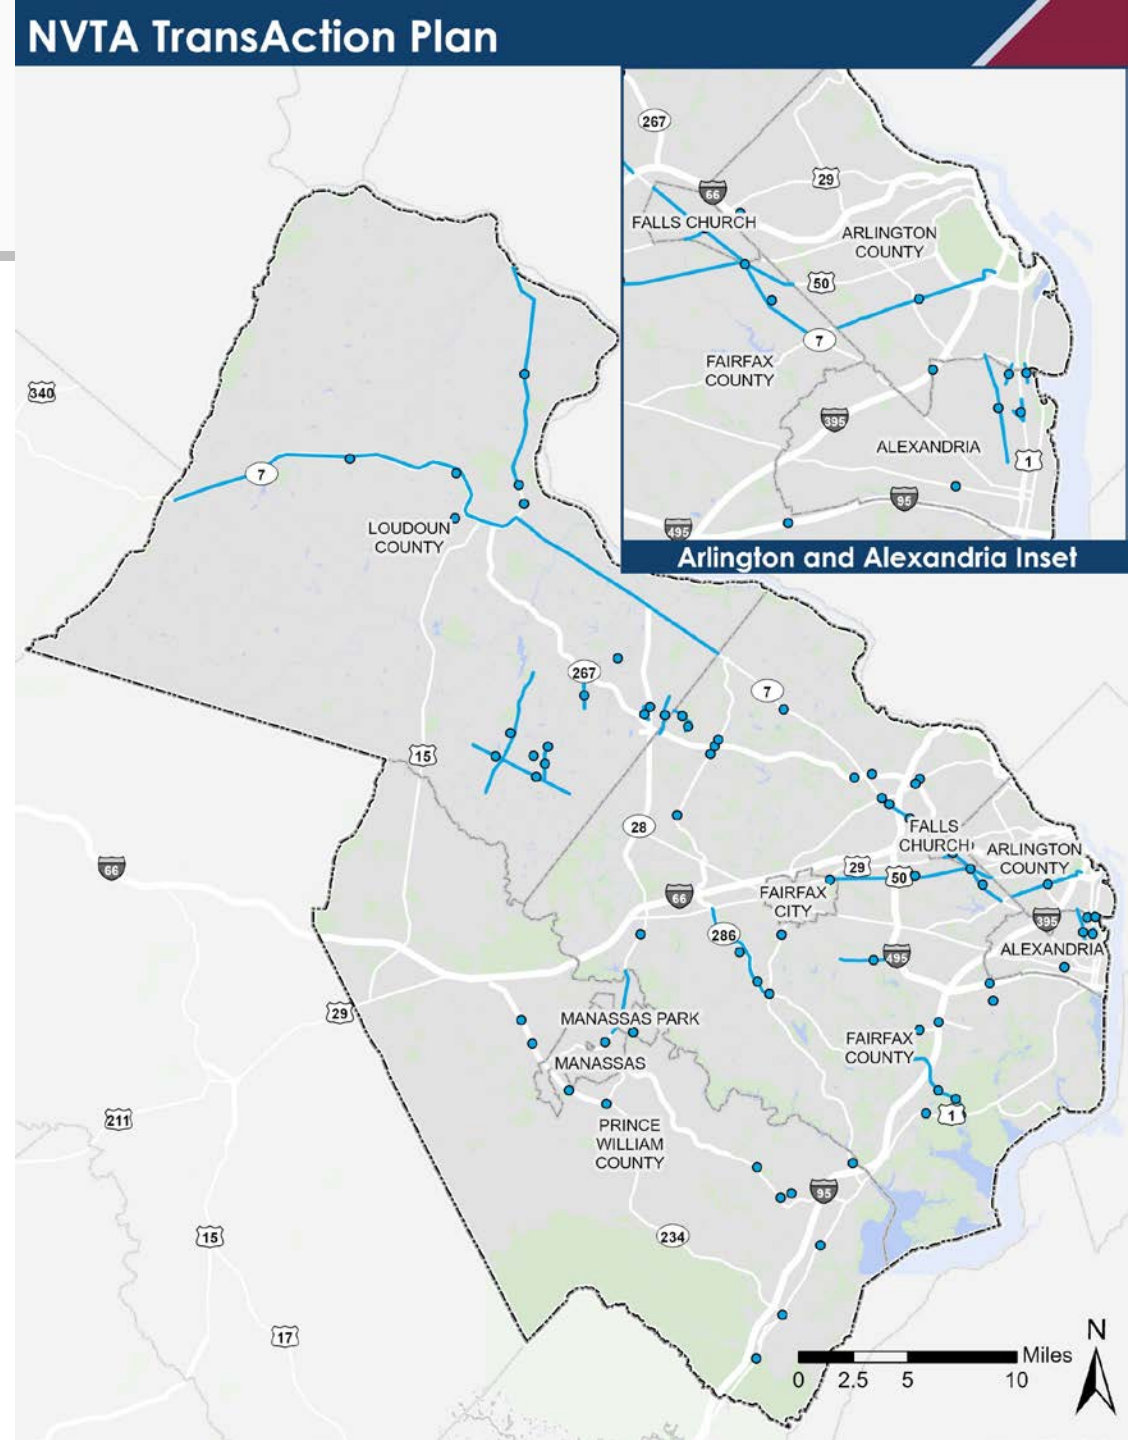 NVTA TransAction Plan
267
66
29
FALLS CHURCH
ARLINGTON
COUNTY
50
7
FAIRFAX
COUNTY
395
ALEXANDRIA
1
95
495
Arlington and Alexandria Inset
340
7
LOUDOUN
COUNTY
267
7
15
28
66
FALLS
CHURCH
ARLINGTON
COUNTY
29
50
66
FAIRFAX
CITY
395
286
495
ALEXANDRIA
29
MANASSAS PARK
FAIRFAX
COUNTY
MANASSAS
211
1
PRINCE
WILLIAM
COUNTY
95
15
234
17
N
Miles
0 2.5 5 10